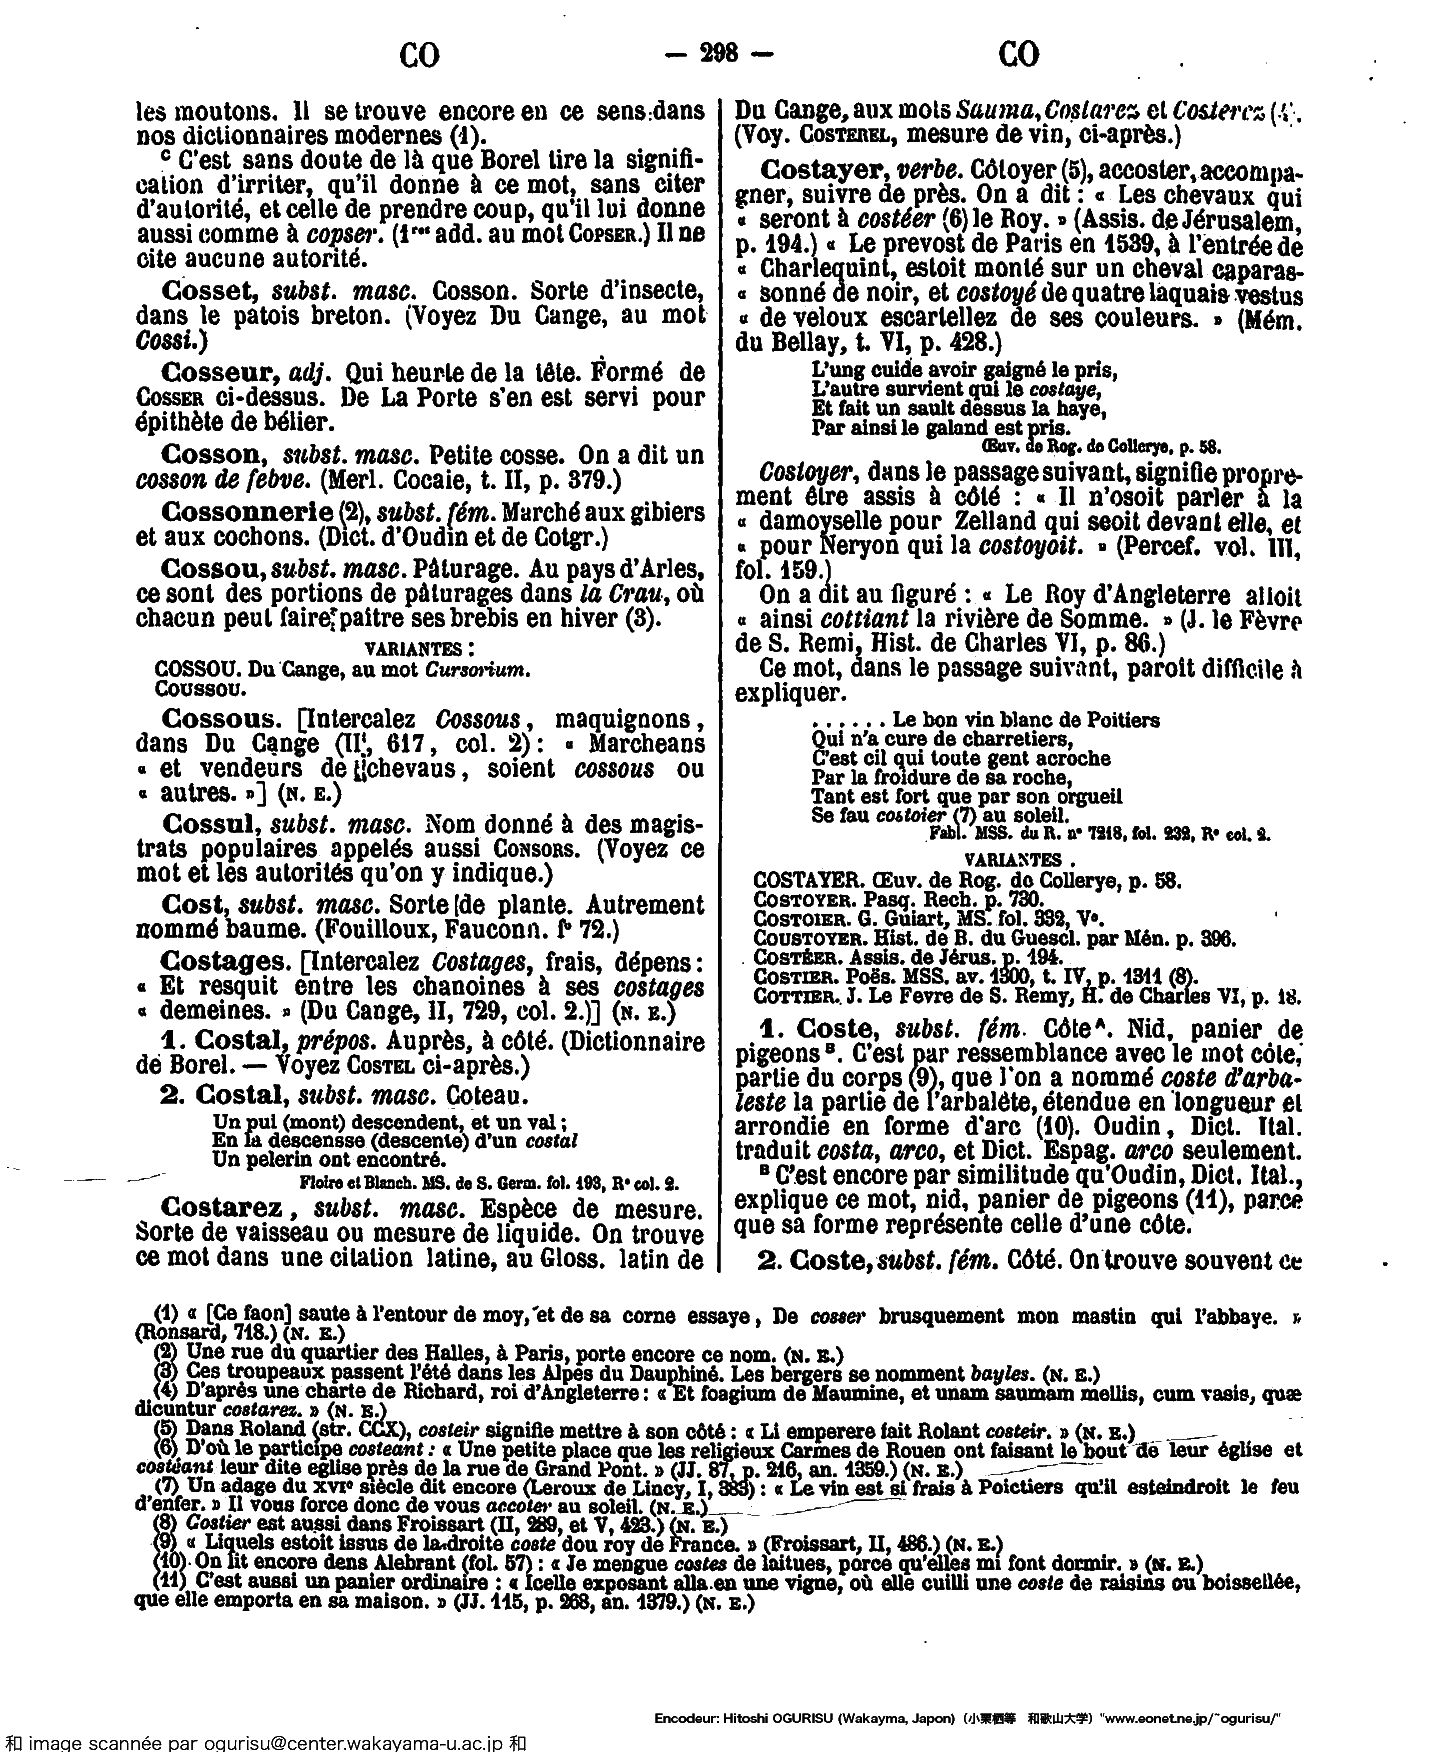 CO — 298 — CO
les moutons. Il se trouve encore en ce sens dans
nos dictionnaires modernes (1).
C C'est sans doute de là que Borel tire la signifi-
cation d'irriter, qu'il donne à ce mot, sans citer
d'autorité, et celle de prendre coup, qu'il lui donne
aussi comme à copser. (1res add. au mot COPSER.) Il ne
cite aucune autorité.
Cosset, subst. masc. Cosson. Sorte d'insecte,
dans le patois breton. (Voyez Du Cange, au mot
Cossi.)
Cosseur, adj. Qui heurte de la tête. Formé de
COSSER ci-dessus. De La Porte s'en est servi pour
épithète de bélier.
Cosson, subst. masc. Petite cosse. On a dit un
cosson de febve. (Merl. Cocaie, t. II, p. 379.)
Cossonnerie (2), subst. fém. Marché aux gibiers
et aux cochons. (Dict. d'Oudin et de Cotgr.)
Cossou, subst. masc. Pâturage. Au pays d'Arles,
ce sont des portions de pâturages dans la Crau, où
chacun peut faire paître ses brebis en hiver (3).
VARIANTES :
COSSOU. Du Cange, au mot Cursorium.
COUSSOU.
Cossous. [Intercalez Cossous, maquignons,
dans Du Cange (II, 617, col. 2) : « Marcheans
« et vendeurs de chevaus, soient cossous ou
« autres. »] (N. E.)
Cossul, subst. masc. Nom donné à des magis-
trats populaires appelés aussi CONSORS. (Voyez ce
mot et les autorités qu'on y indique.)
Cost, subst. masc. Sorte de plante. Autrement
nommé baume. (Fouilloux, Fauconn. f° 72.)
Costages. [Intercalez Costages, frais, dépens :
« Et resquit entre les chanoines à ses costages
« demeines. » (Du Cange, II, 729, col. 2.)] (N. E.)
1. Costal, prépos. Auprès, à côté. (Dictionnaire
de Borel. — Voyez COSTEL ci-après.)
2. Costal, subst. masc. Coteau.
Un pui (mont) descendent, et un val ;
En la descensse (descente) d'un costal
Un pelerin ont encontré.
Floire et Blanch. MS. de S. Germ. fol. 193, R° col. 2.
Costarez, subst. masc. Espèce de mesure.
Sorte de vaisseau ou mesure de liquide. On trouve
ce mot dans une citation latine, au Gloss. latin de
Du Cange, aux mots Sauma, Costarez et Costerez (4).
(Voy. COSTEREL, mesure de vin, ci-après.)
Costayer, verbe. Côtoyer (5), accoster, accompa-
gner, suivre de près. On a dit : « Les chevaux qui
« seront à costéer (6) le Roy. » (Assis. de Jérusalem,
p. 194.) « Le prevost de Paris en 1539, à l'entrée de
« Charlequint, estoit monté sur un cheval caparas-
« sonné de noir, et costoyé de quatre laquais vestus
« de veloux escartellez de ses couleurs. » (Mém.
du Bellay, t. VI, p. 428.)
L'ung cuide avoir gaigné le pris,
L'autre survient qui le costaye,
Et fait un sault dessus la haye,
Par ainsi le galand est pris.
Œuv. de Rog. de Collerye, p. 58.
Costoyer, dans le passage suivant, signifie propre-
ment être assis à côté : « Il n'osoit parler à la
« damoyselle pour Zelland qui seoit devant elle, et
« pour Neryon qui la costoyoit. » (Percef. vol. III,
fol. 159.)
On a dit au figuré : « Le Roy d'Angleterre alloit
« ainsi cottiant la rivière de Somme. » (J. le Fèvre
de S. Remi, Hist. de Charles VI, p. 86.)
Ce mot, dans le passage suivant, paroit difficile à
expliquer.
. . . . . . Le bon vin blanc de Poitiers
Qui n'a cure de charretiers,
C'est cil qui toute gent acroche
Par la froidure de sa roche,
Tant est fort que par son orgueil
Se fau costoier (7) au soleil.
Fabl. MSS. du R. n° 7218, fol. 232, R° col. 2.
VARIANTES .
COSTAYER. Œuv. de Rog. de Collerye, p. 58.
COSTOYER. Pasq. Rech. p. 730.
COSTOIER. G. Guiart, MS. fol. 332, V°.
COUSTOYER. Hist. de B. du Guescl. par Mén. p. 396.
COSTÉER. Assis. de Jérus. p. 194.
COSTIER. Poës. MSS. av. 1300, t. IV, p. 1311 (8).
COTTIER. J. Le Fevre de S. Remy, H. de Charles VI, p. 18.
1. Coste, subst. fém. Côte A. Nid, panier de
pigeons B. C'est par ressemblance avec le mot côte,
partie du corps (9), que l'on a nommé coste d'arba-
leste la partie de l'arbalète, étendue en longueur et
arrondie en forme d'arc (10). Oudin, Dict. Ital.
traduit costa, arco, et Dict. Espag. arco seulement.
B C'est encore par similitude qu'Oudin, Dict. Ital.,
explique ce mot, nid, panier de pigeons (11), parce
que sa forme représente celle d'une côte.
2. Coste, subst. fém. Côté. On trouve souvent ce
(1) « [Ce faon] saute à l'entour de moy, et de sa corne essaye, De cosser brusquement mon mastin qui l'abbaye. »
(Ronsard, 718.) (N. E.)
(2) Une rue du quartier des Halles, à Paris, porte encore ce nom. (N. E.)
(3) Ces troupeaux passent l'été dans les Alpes du Dauphiné. Les bergers se nomment bayles. (N. E.)
(4) D'après une charte de Richard, roi d'Angleterre : « Et foagium de Maumine, et unam saumam mellis, cum vasis, quæ
dicuntur costarez. » (N. E.)
(5) Dans Roland (str. CCX), costeir signifie mettre à son côté : « Li emperere fait Rolant costeir. » (N. E.)
(6) D'où le participe costeant : « Une petite place que les religieux Carmes de Rouen ont faisant le bout de leur église et
costéant leur dite eglise près de la rue de Grand Pont. » (JJ. 87, p. 216, an. 1359.) (N. E.)
(7) Un adage du XVIe siècle dit encore (Leroux de Lincy, I, 383) : « Le vin est si frais à Poictiers qu'il esteindroit le feu
d'enfer. » Il vous force donc de vous accoter au soleil. (N. E.)
(8) Costier est aussi dans Froissart (II, 289, et V, 423.) (N. E.)
(9) « Liquels estoit issus de la droite coste dou roy de France. » (Froissart, II, 486.) (N. E.)
(10) On lit encore dens Alebrant (fol. 57) : « Je mengue costes de laitues, porce qu'elles mi font dormir. » (N. E.)
(11) C'est aussi un panier ordinaire : « Icelle exposant alla en une vigne, où elle cuilli une coste de raisins ou boissellée,
que elle emporta en sa maison. » (JJ. 115, p. 268, an. 1379.) (N. E.)
Encodeur: Hitoshi OGURISU (Wakayma, Japon) (小栗栖等 和歌山大学) "www.eonet.ne.jp/~ogurisu/"
和 image scannée par ogurisu@center.wakayama-u.ac.jp 和